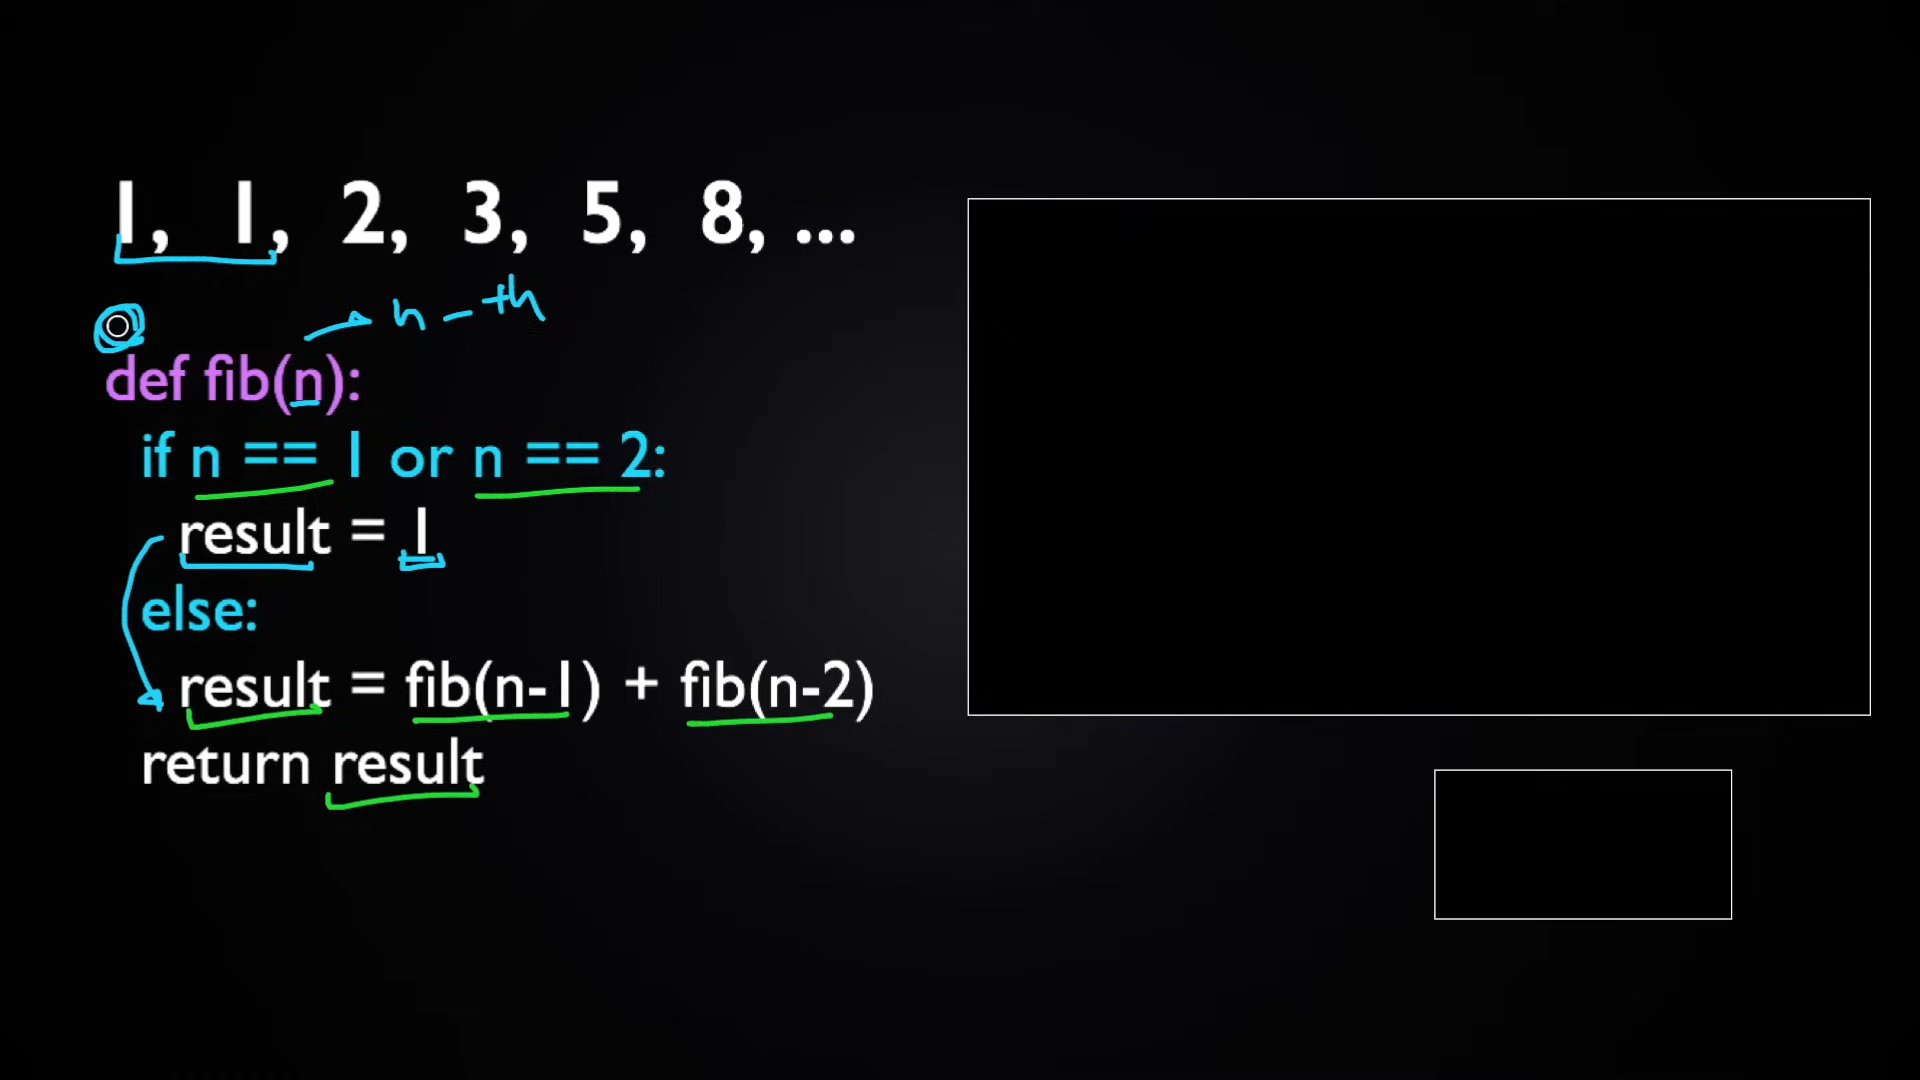 1, 1, 2, 3, 5, 8, ...
n - th
def fib(n):
if n == 1 or n == 2:
result = 1
else:
result = fib(n-1) + fib(n-2)
return result